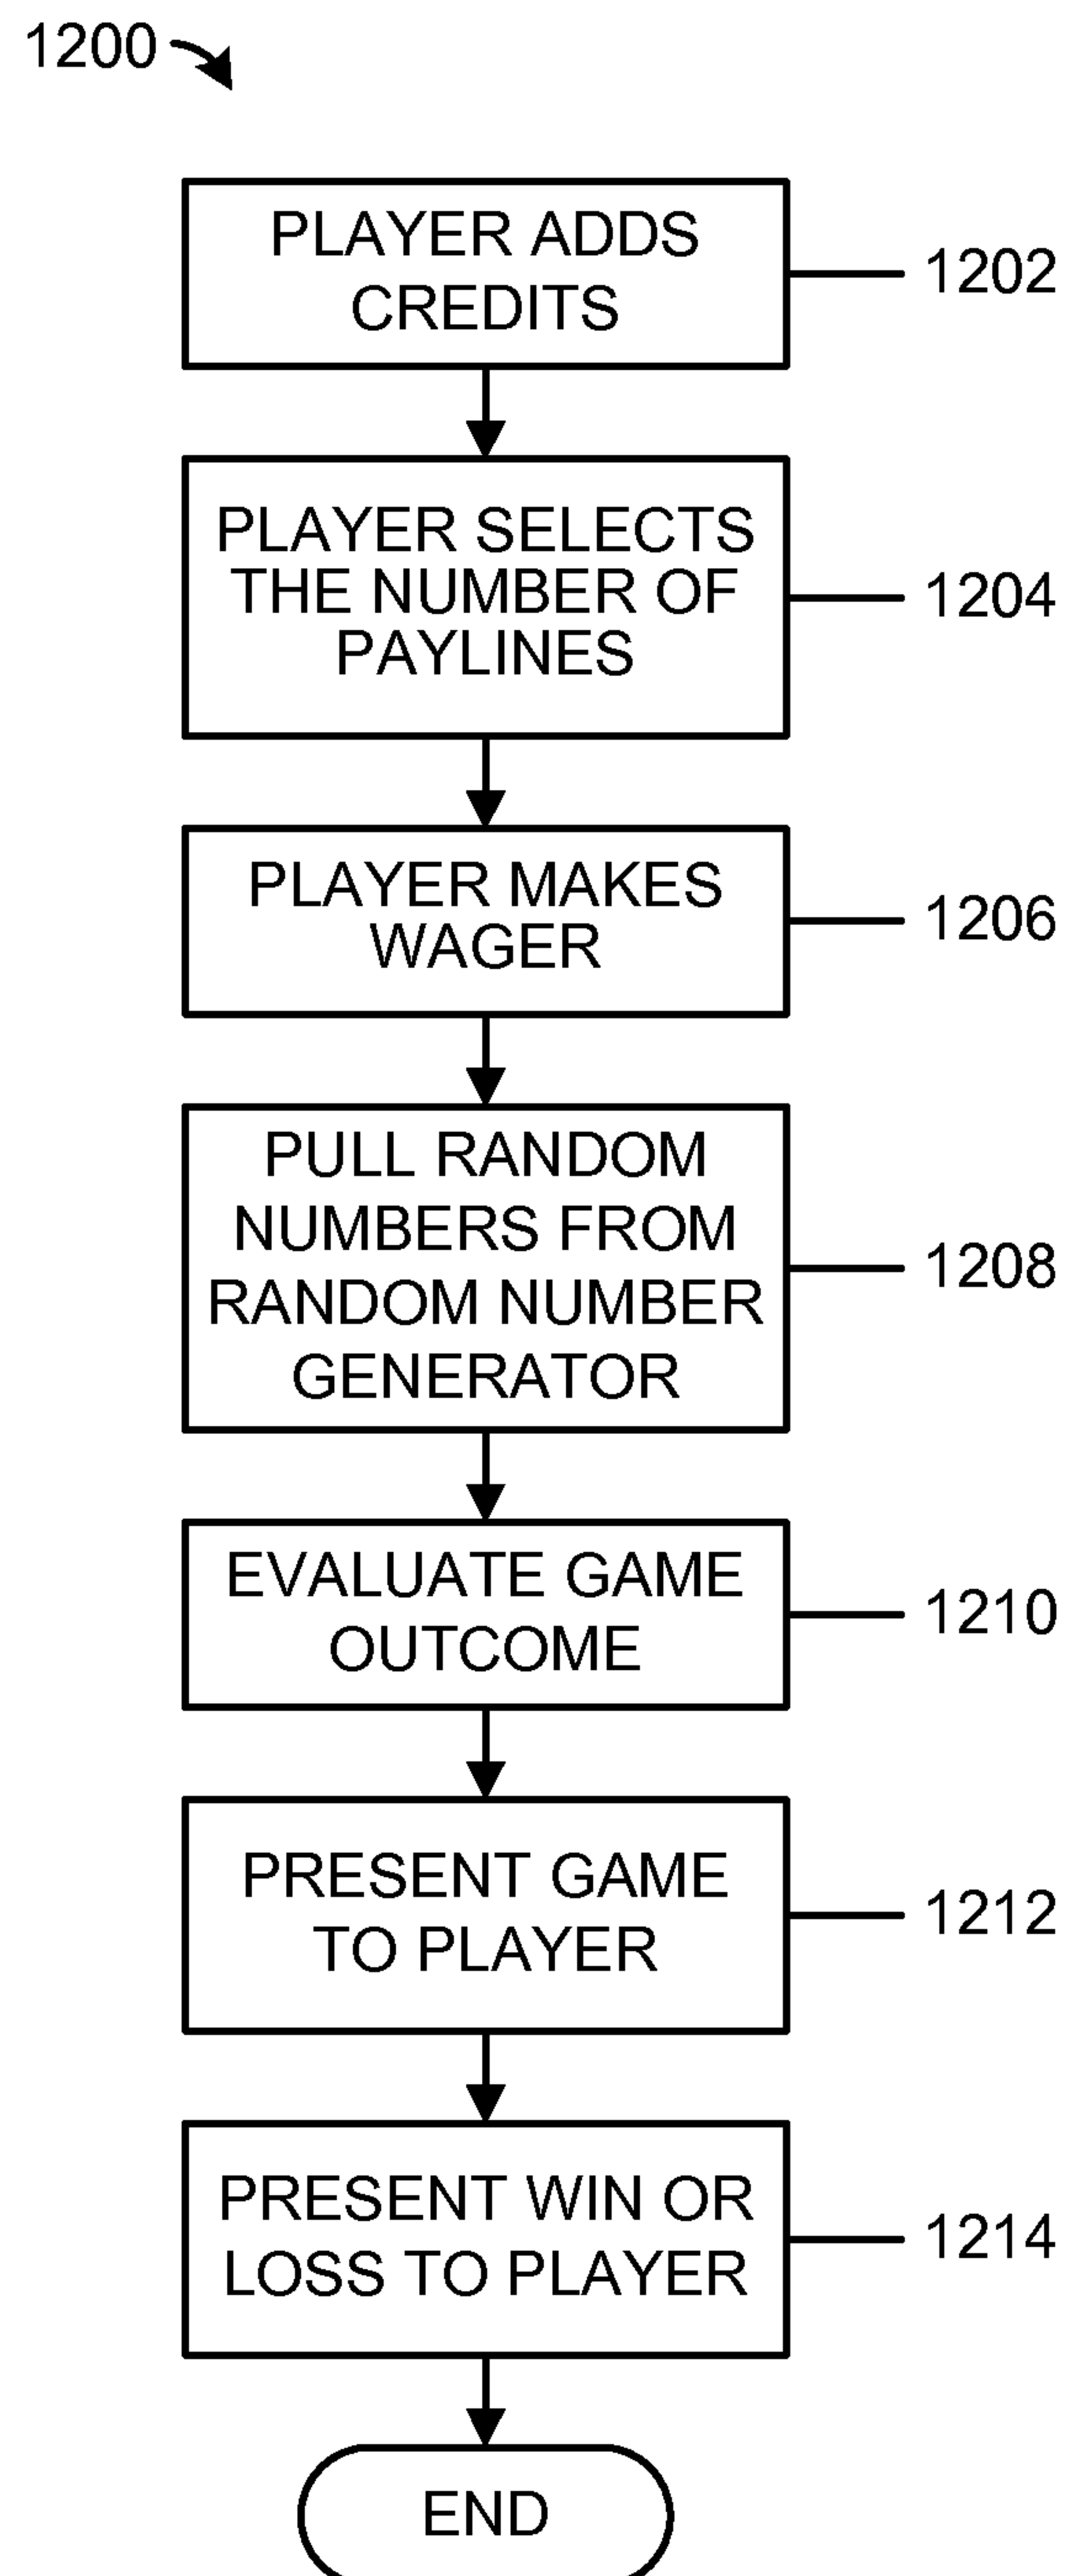 1200
PLAYER ADDS
CREDITS
1202
PLAYER SELECTS
THE NUMBER OF
PAYLINES
1204
PLAYER MAKES
WAGER
1206
PULL RANDOM
NUMBERS FROM
RANDOM NUMBER
GENERATOR
1208
EVALUATE GAME
OUTCOME
1210
PRESENT GAME
TO PLAYER
1212
PRESENT WIN OR
LOSS TO PLAYER
1214
END